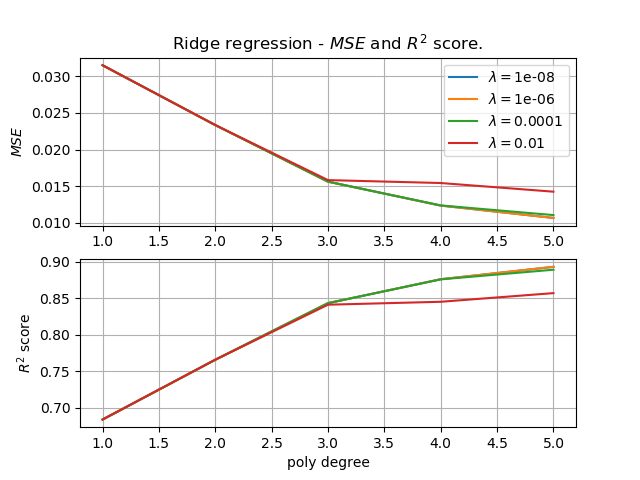 Ridge regression - MSE and R² score.
0.030
0.025
0.020
0.015
0.010
MSE
λ = 1e-08
λ = 1e-06
λ = 0.0001
λ = 0.01
1.0 1.5 2.0 2.5 3.0 3.5 4.0 4.5 5.0
0.90
0.85
0.80
0.75
0.70
R² score
1.0 1.5 2.0 2.5 3.0 3.5 4.0 4.5 5.0
poly degree